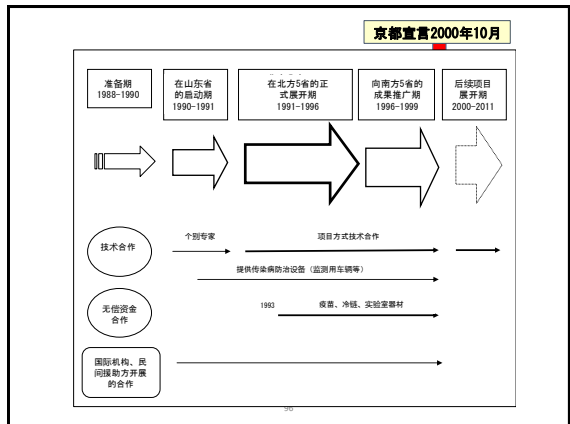 京都宣言2000年10月
准备期
1988-1990
在山东省
的启动期
1990-1991
在北方5省的正
式展开期
1991-1996
向南方5省的
成果推广期
1996-1999
后续项目
展开期
2000-2011
技术合作
个别专家
项目方式技术合作
提供传染病防治设备（监测用车辆等）
无偿资金
合作
1993
疫苗、冷链、实验室器材
国际机构、民
间援助方开展
的合作
96